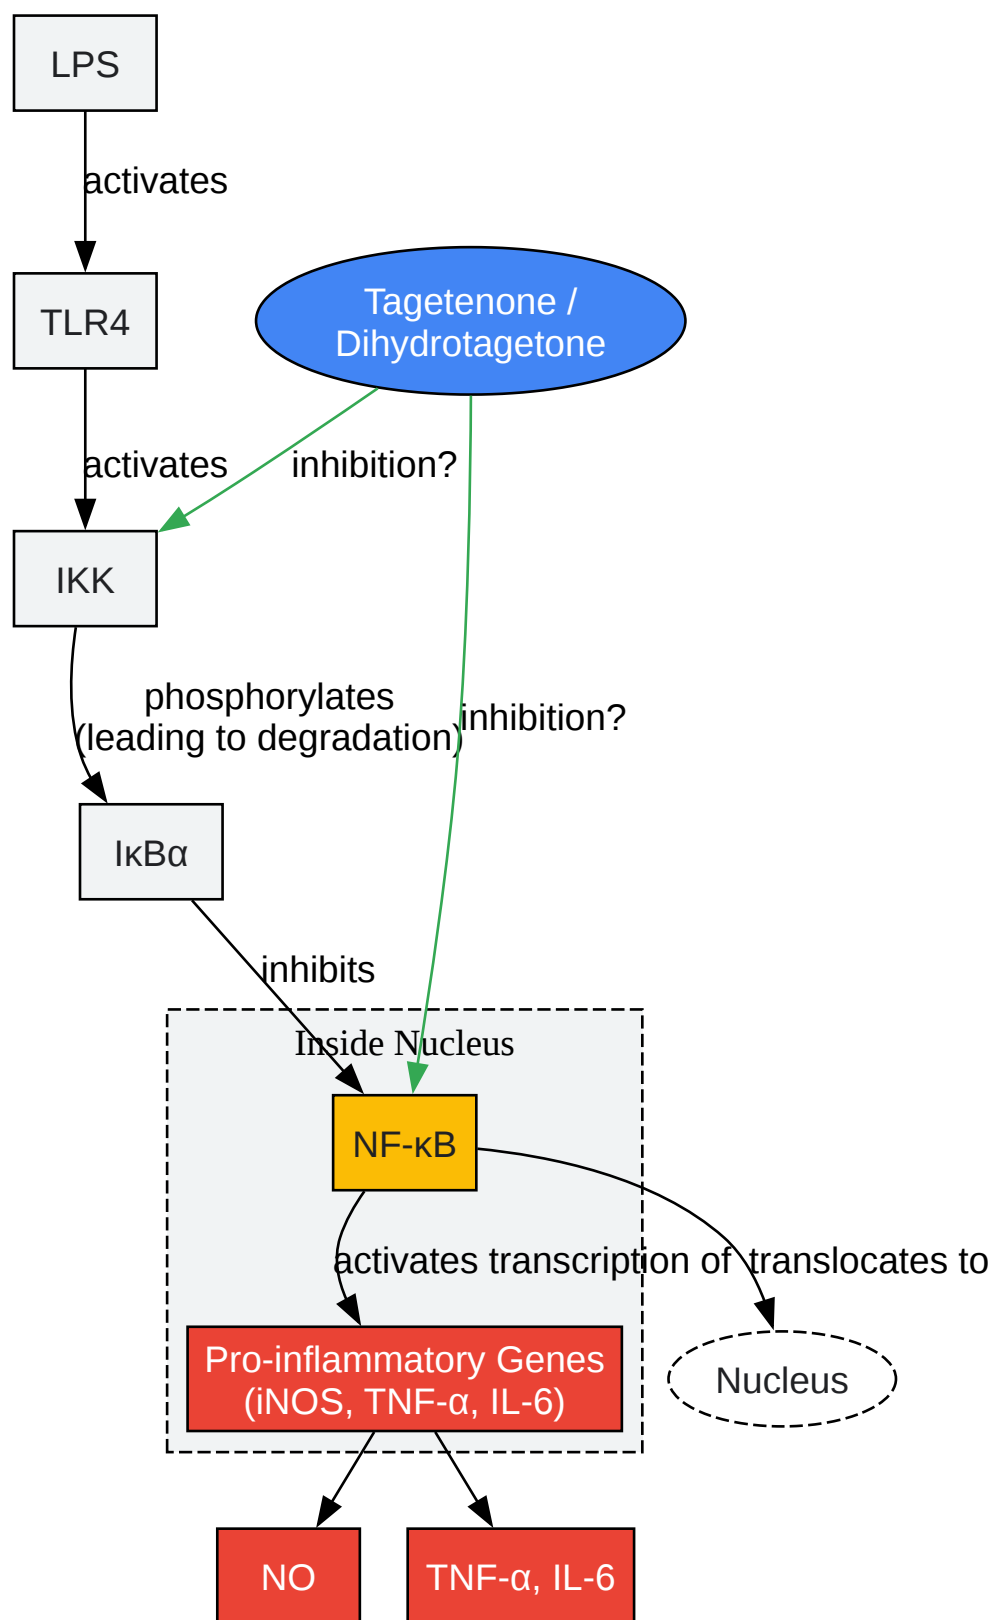 LPS
activates
TLR4
Tagetenone /
Dihydrotagetone
activates
inhibition?
IKK
phosphorylates
(leading to degradation)
inhibition?
IκBα
inhibits
Inside Nucleus
NF-κB
activates transcription of
translocates to
Pro-inflammatory Genes
(iNOS, TNF-α, IL-6)
Nucleus
NO
TNF-α, IL-6